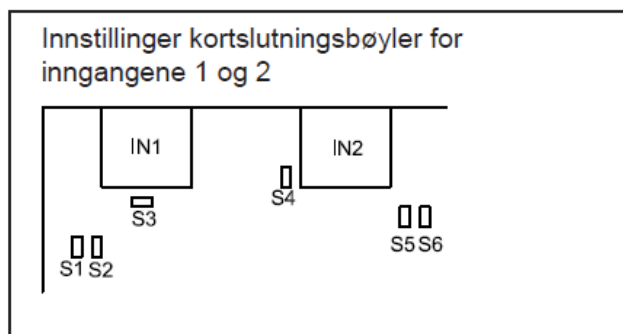 Innstillinger kortslutningsbøyler for
inngangene 1 og 2
IN1
IN2
S3
S4
S5 S6
S1 S2